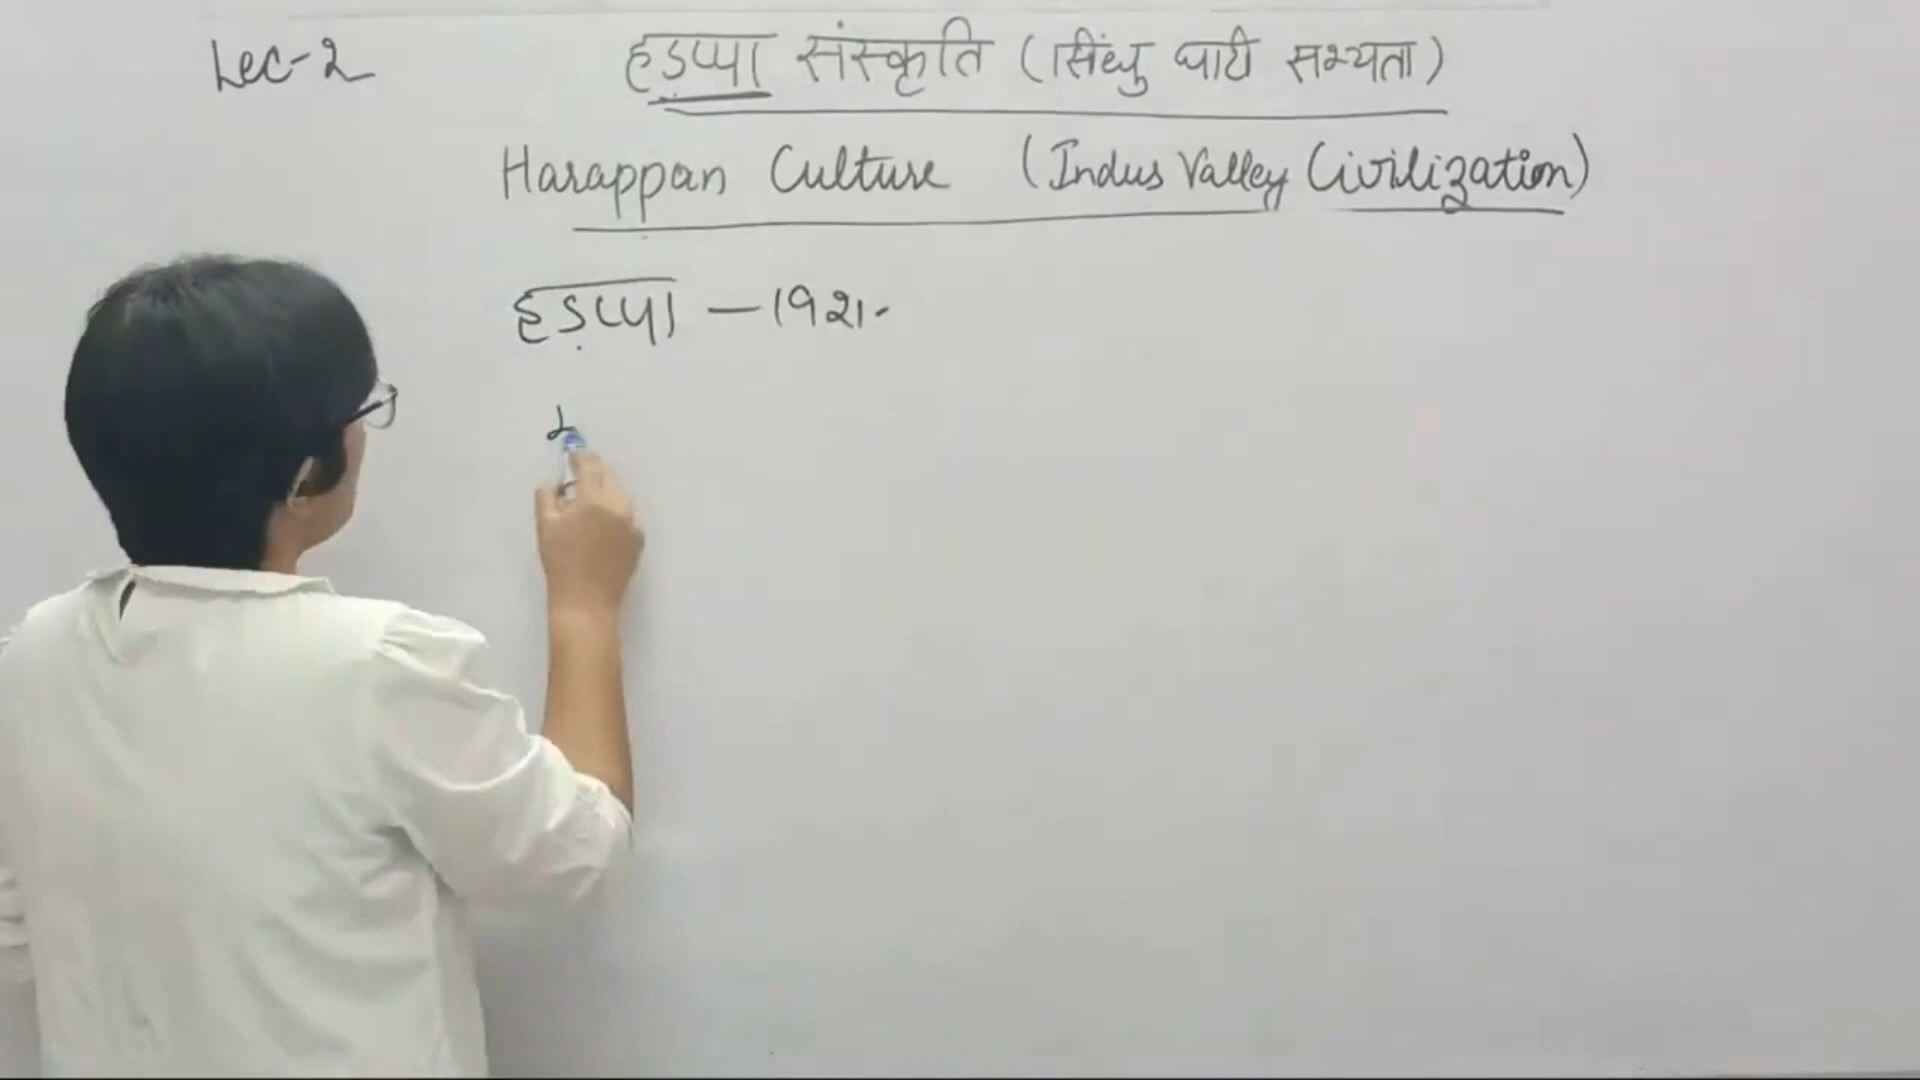 Lec-2 हड़प्पा संस्कृति (सिंधु घाटी सभ्यता)
Harappan Culture (Indus Valley Civilization)
हड़प्पा – 1921.